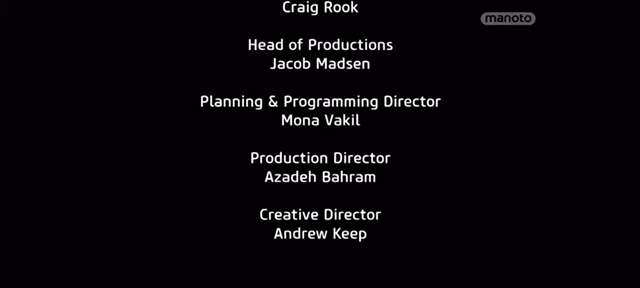 Craig Rook
manoto
Head of Productions
Jacob Madsen
Planning & Programming Director
Mona Vakil
Production Director
Azadeh Bahram
Creative Director
Andrew Keep